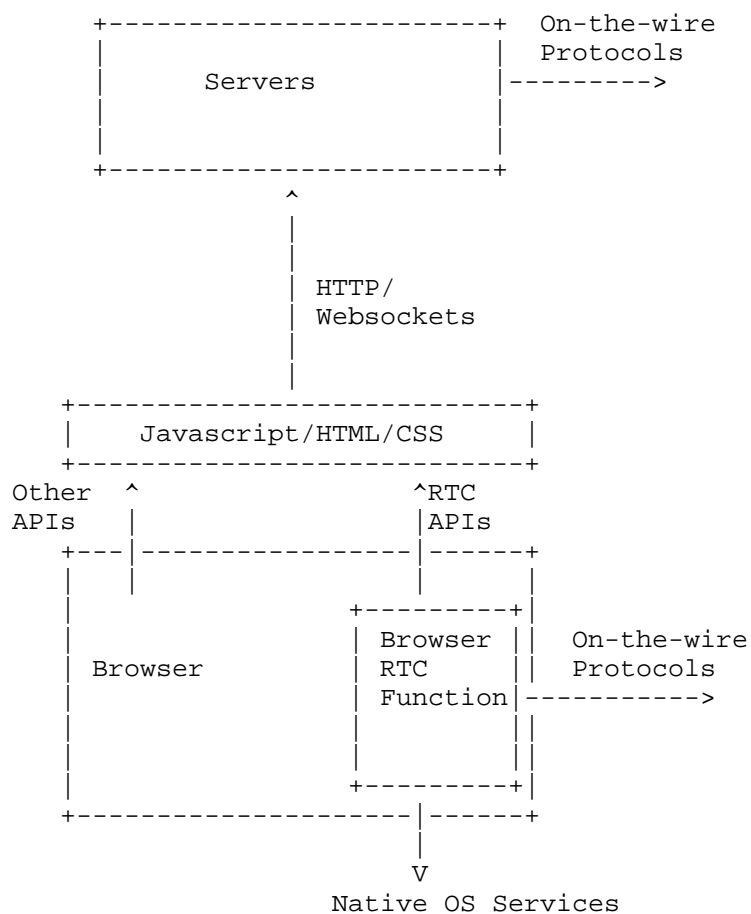 On-the-wire
Protocols
Servers
HTTP/
Websockets
Javascript/HTML/CSS
Other
APIs
RTC
APIs
Browser
Browser
RTC
Function
On-the-wire
Protocols
Native OS Services